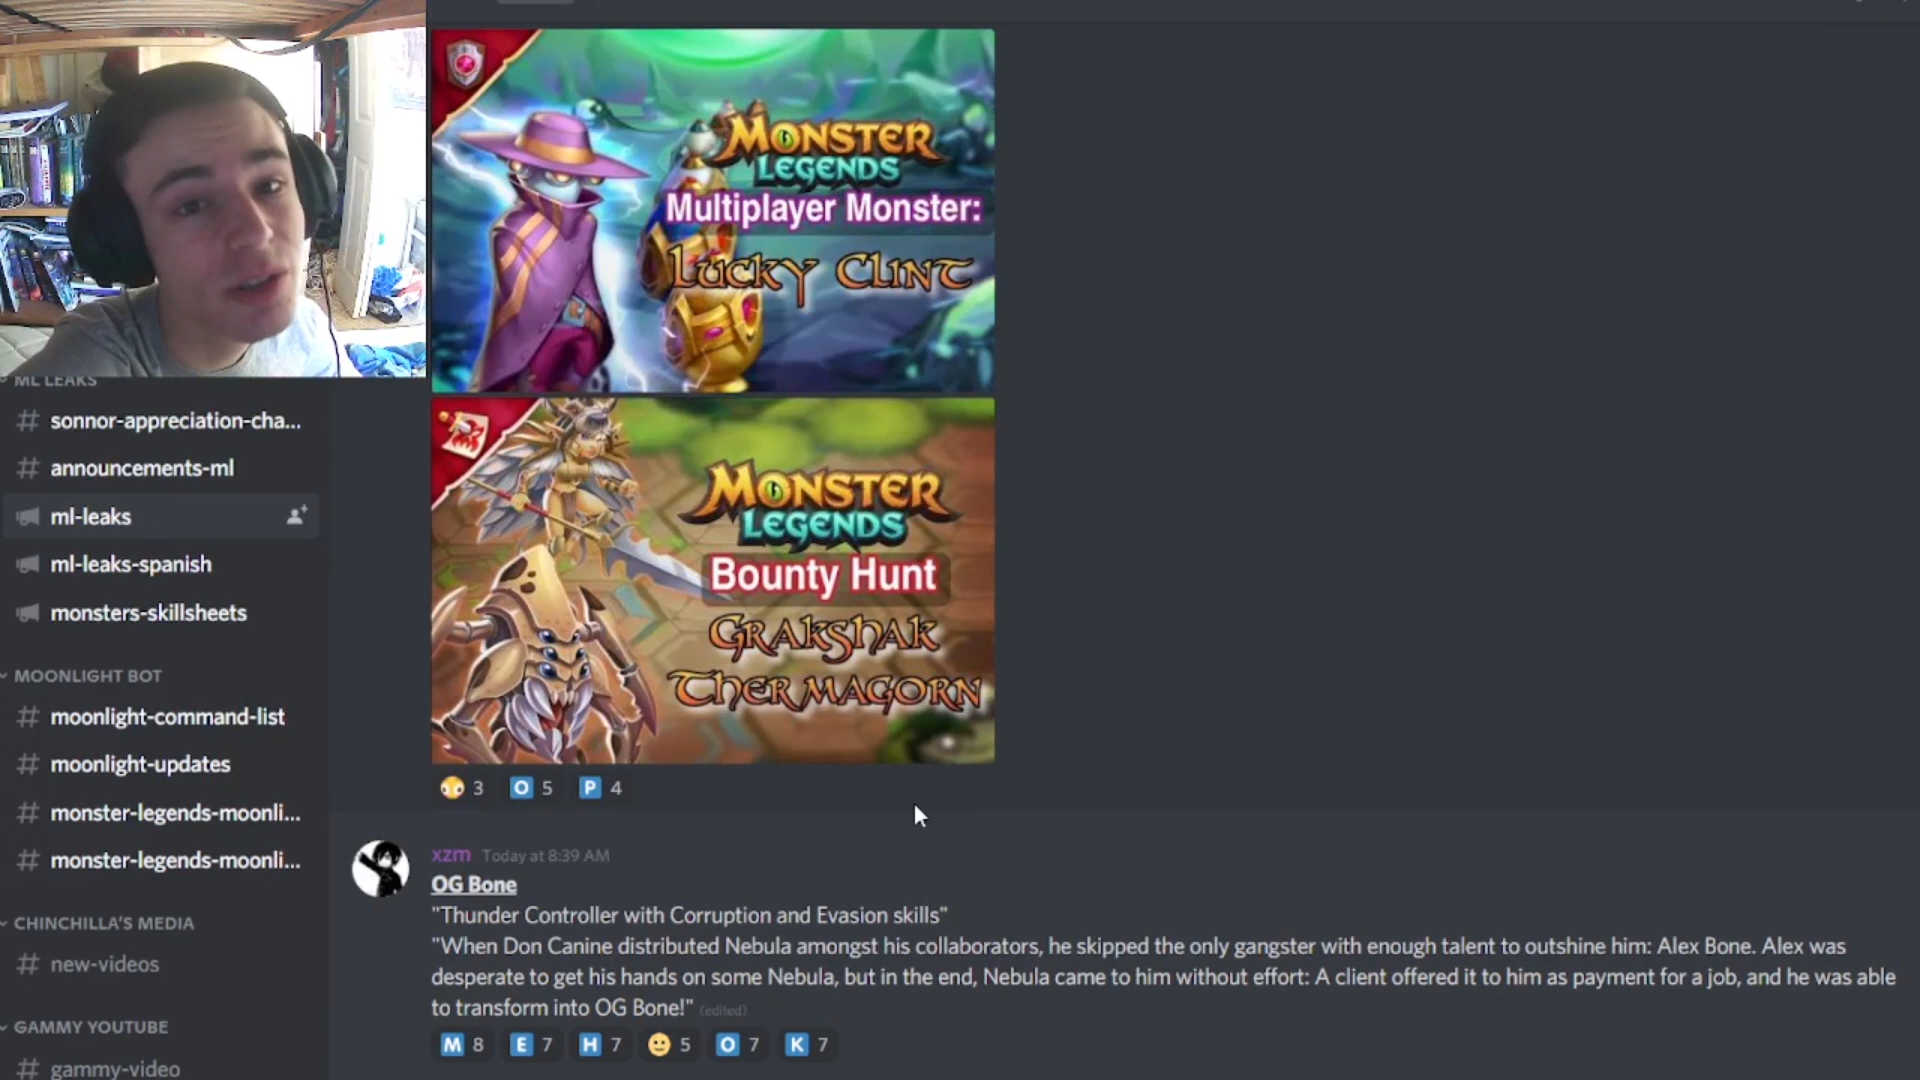 MONSTER
LEGENDS
Multiplayer Monster:
LUCKY CLINT
MONSTER
LEGENDS
Bounty Hunt
GRAKSHAK
THERMAGORN
3 O 5 P 4
ML LEAKS
# sonnor-appreciation-cha...
# announcements-ml
ml-leaks
ml-leaks-spanish
monsters-skillsheets
MOONLIGHT BOT
# moonlight-command-list
# moonlight-updates
# monster-legends-moonli...
# monster-legends-moonli...
CHINCHILLA'S MEDIA
# new-videos
GAMMY YOUTUBE
# gammy-video
xzm Today at 8:39 AM
OG Bone
"Thunder Controller with Corruption and Evasion skills"
"When Don Canine distributed Nebula amongst his collaborators, he skipped the only gangster with enough talent to outshine him: Alex Bone. Alex was
desperate to get his hands on some Nebula, but in the end, Nebula came to him without effort: A client offered it to him as payment for a job, and he was able
to transform into OG Bone!" (edited)
M 8 E 7 H 7 5 O 7 K 7